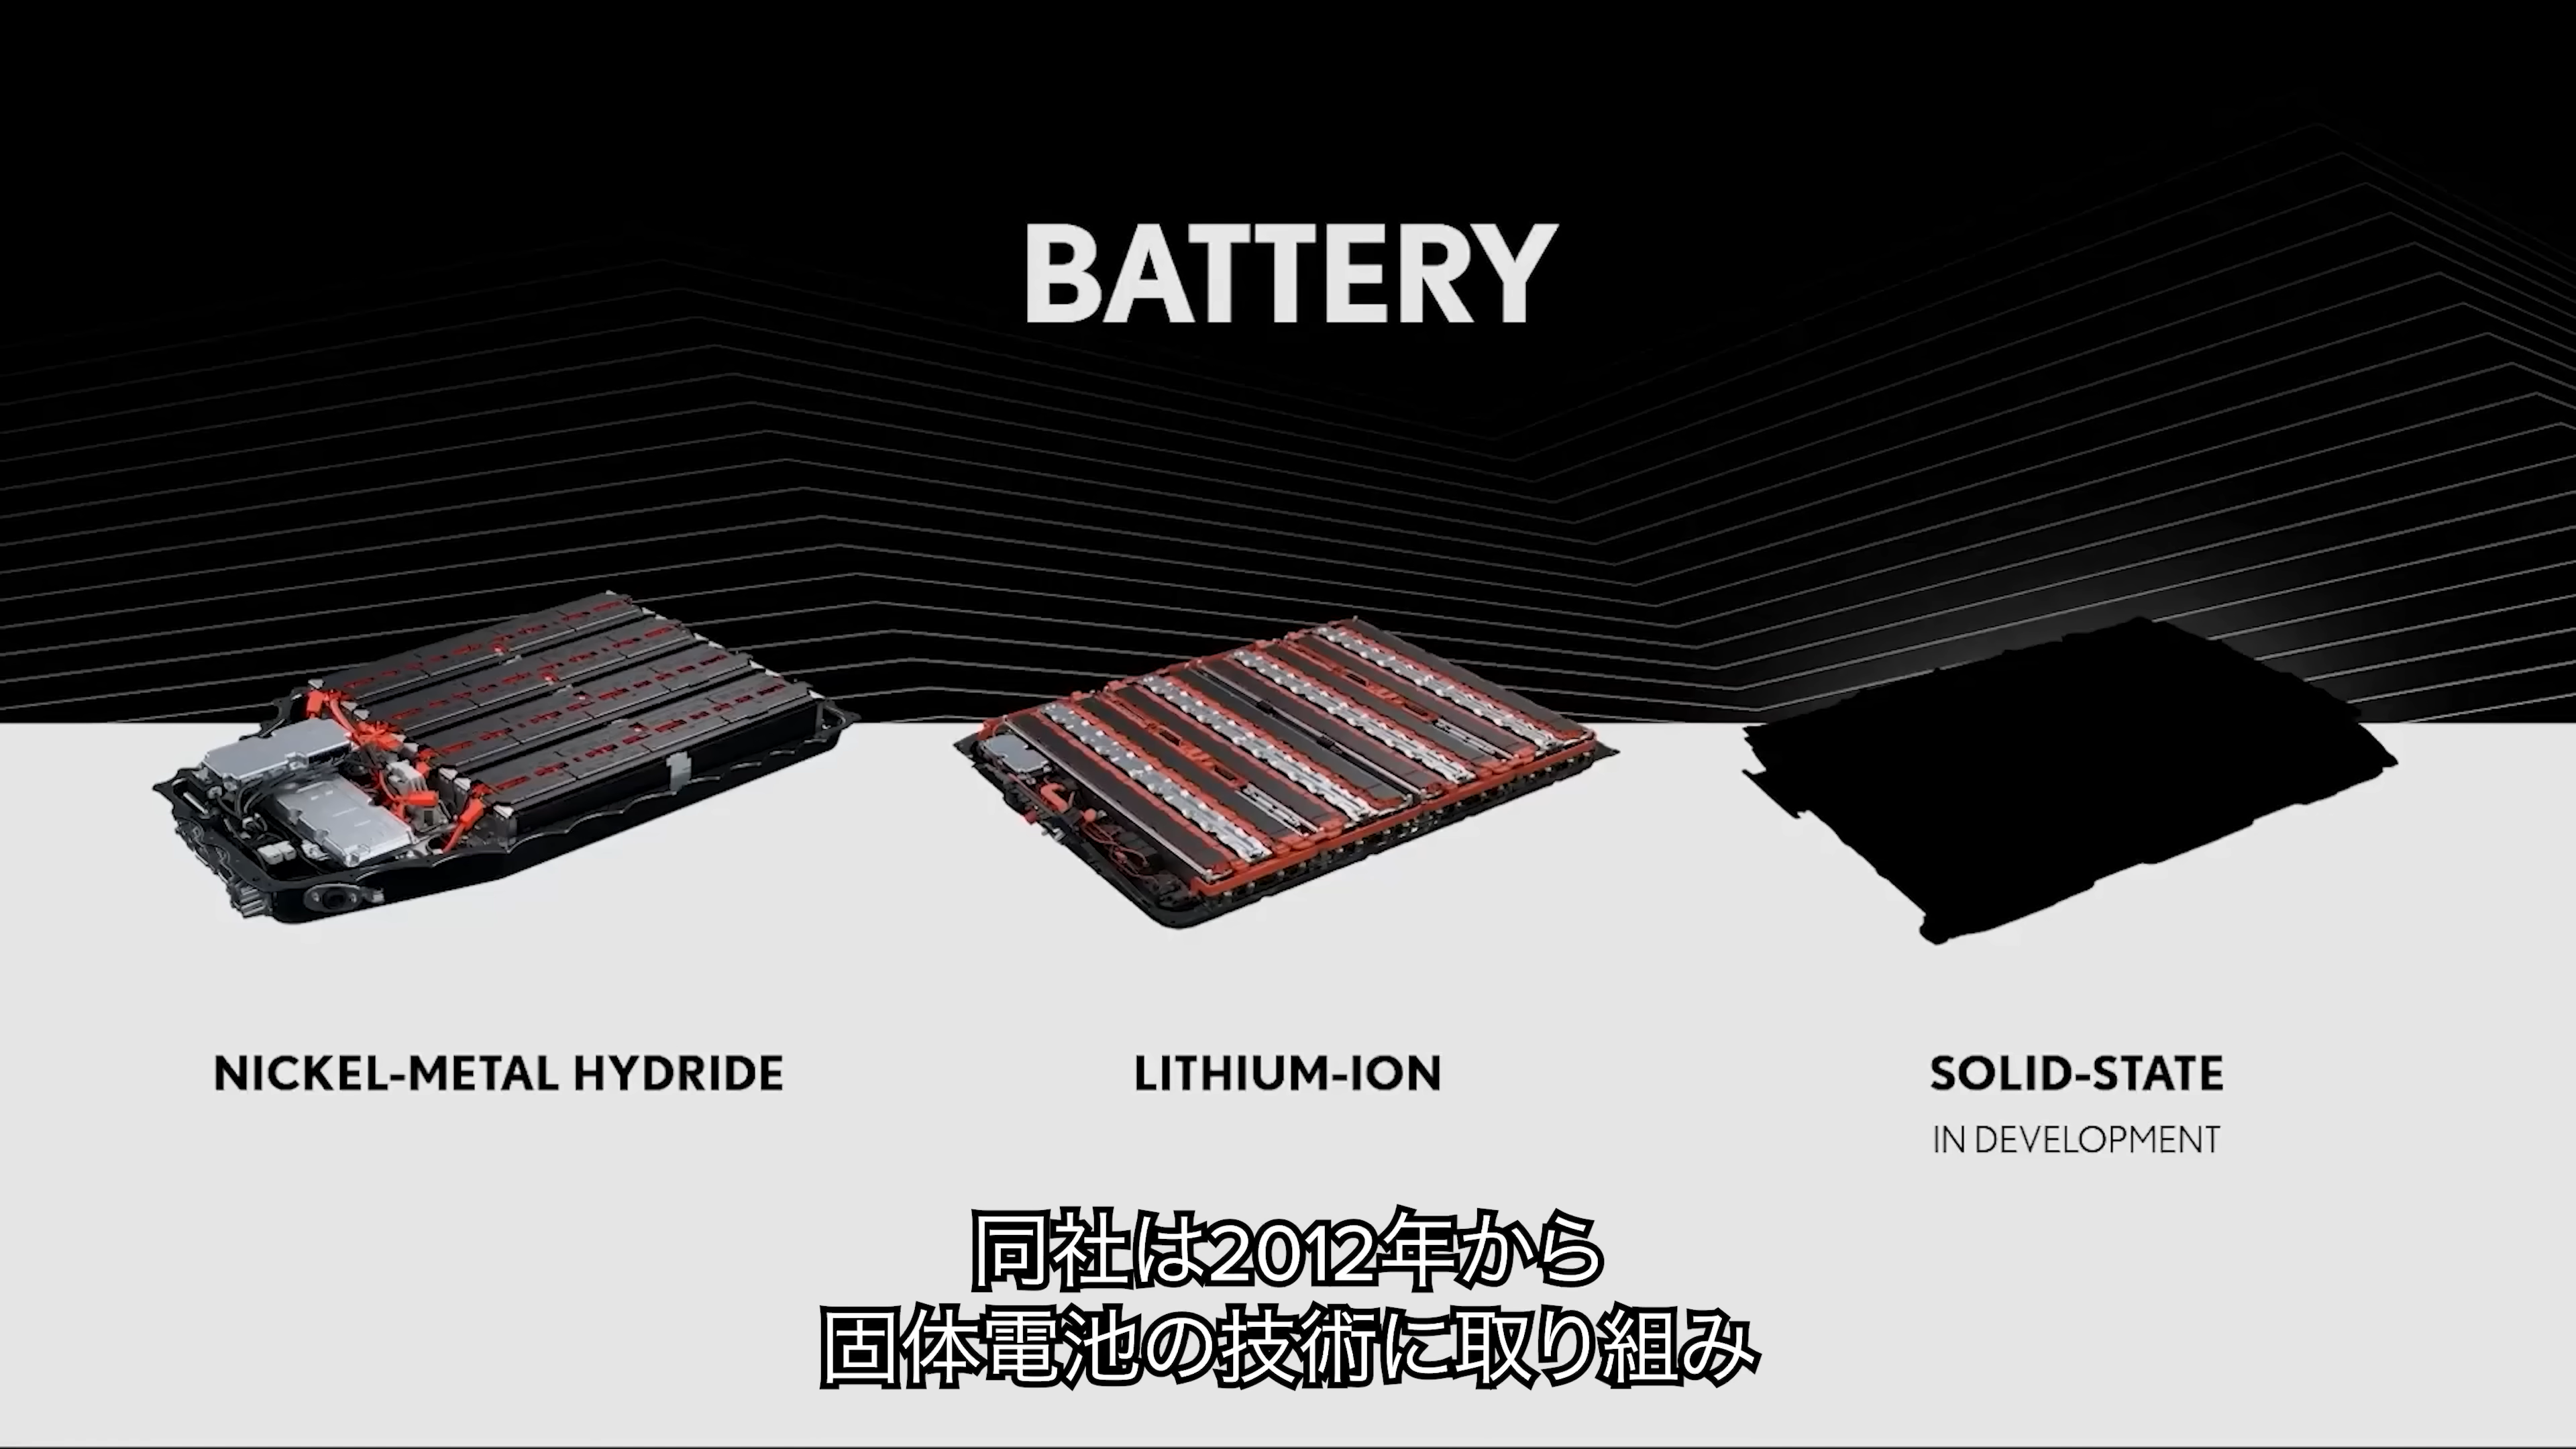 BATTERY
NICKEL-METAL HYDRIDE
LITHIUM-ION
SOLID-STATE
IN DEVELOPMENT
同社は2012年から
固体電池の技術に取り組み